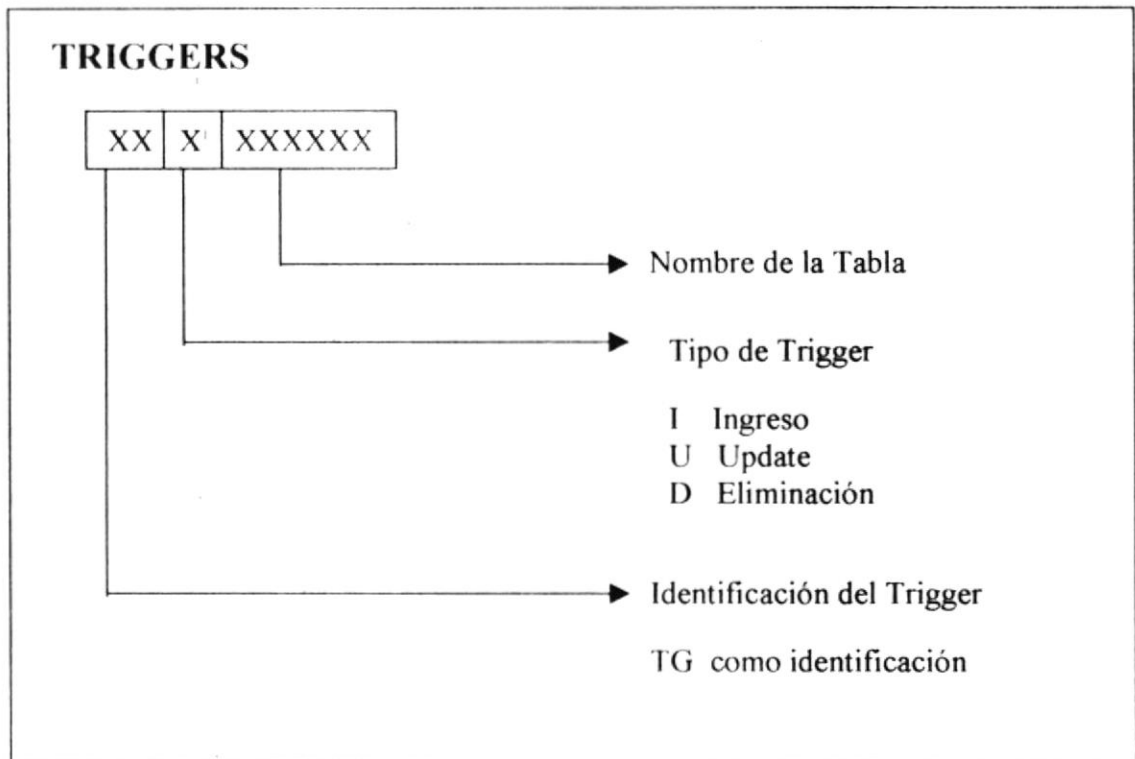 TRIGGERS
XX X XXXXXX
Nombre de la Tabla
Tipo de Trigger
I Ingreso
U Update
D Eliminación
Identificación del Trigger
TG como identificación